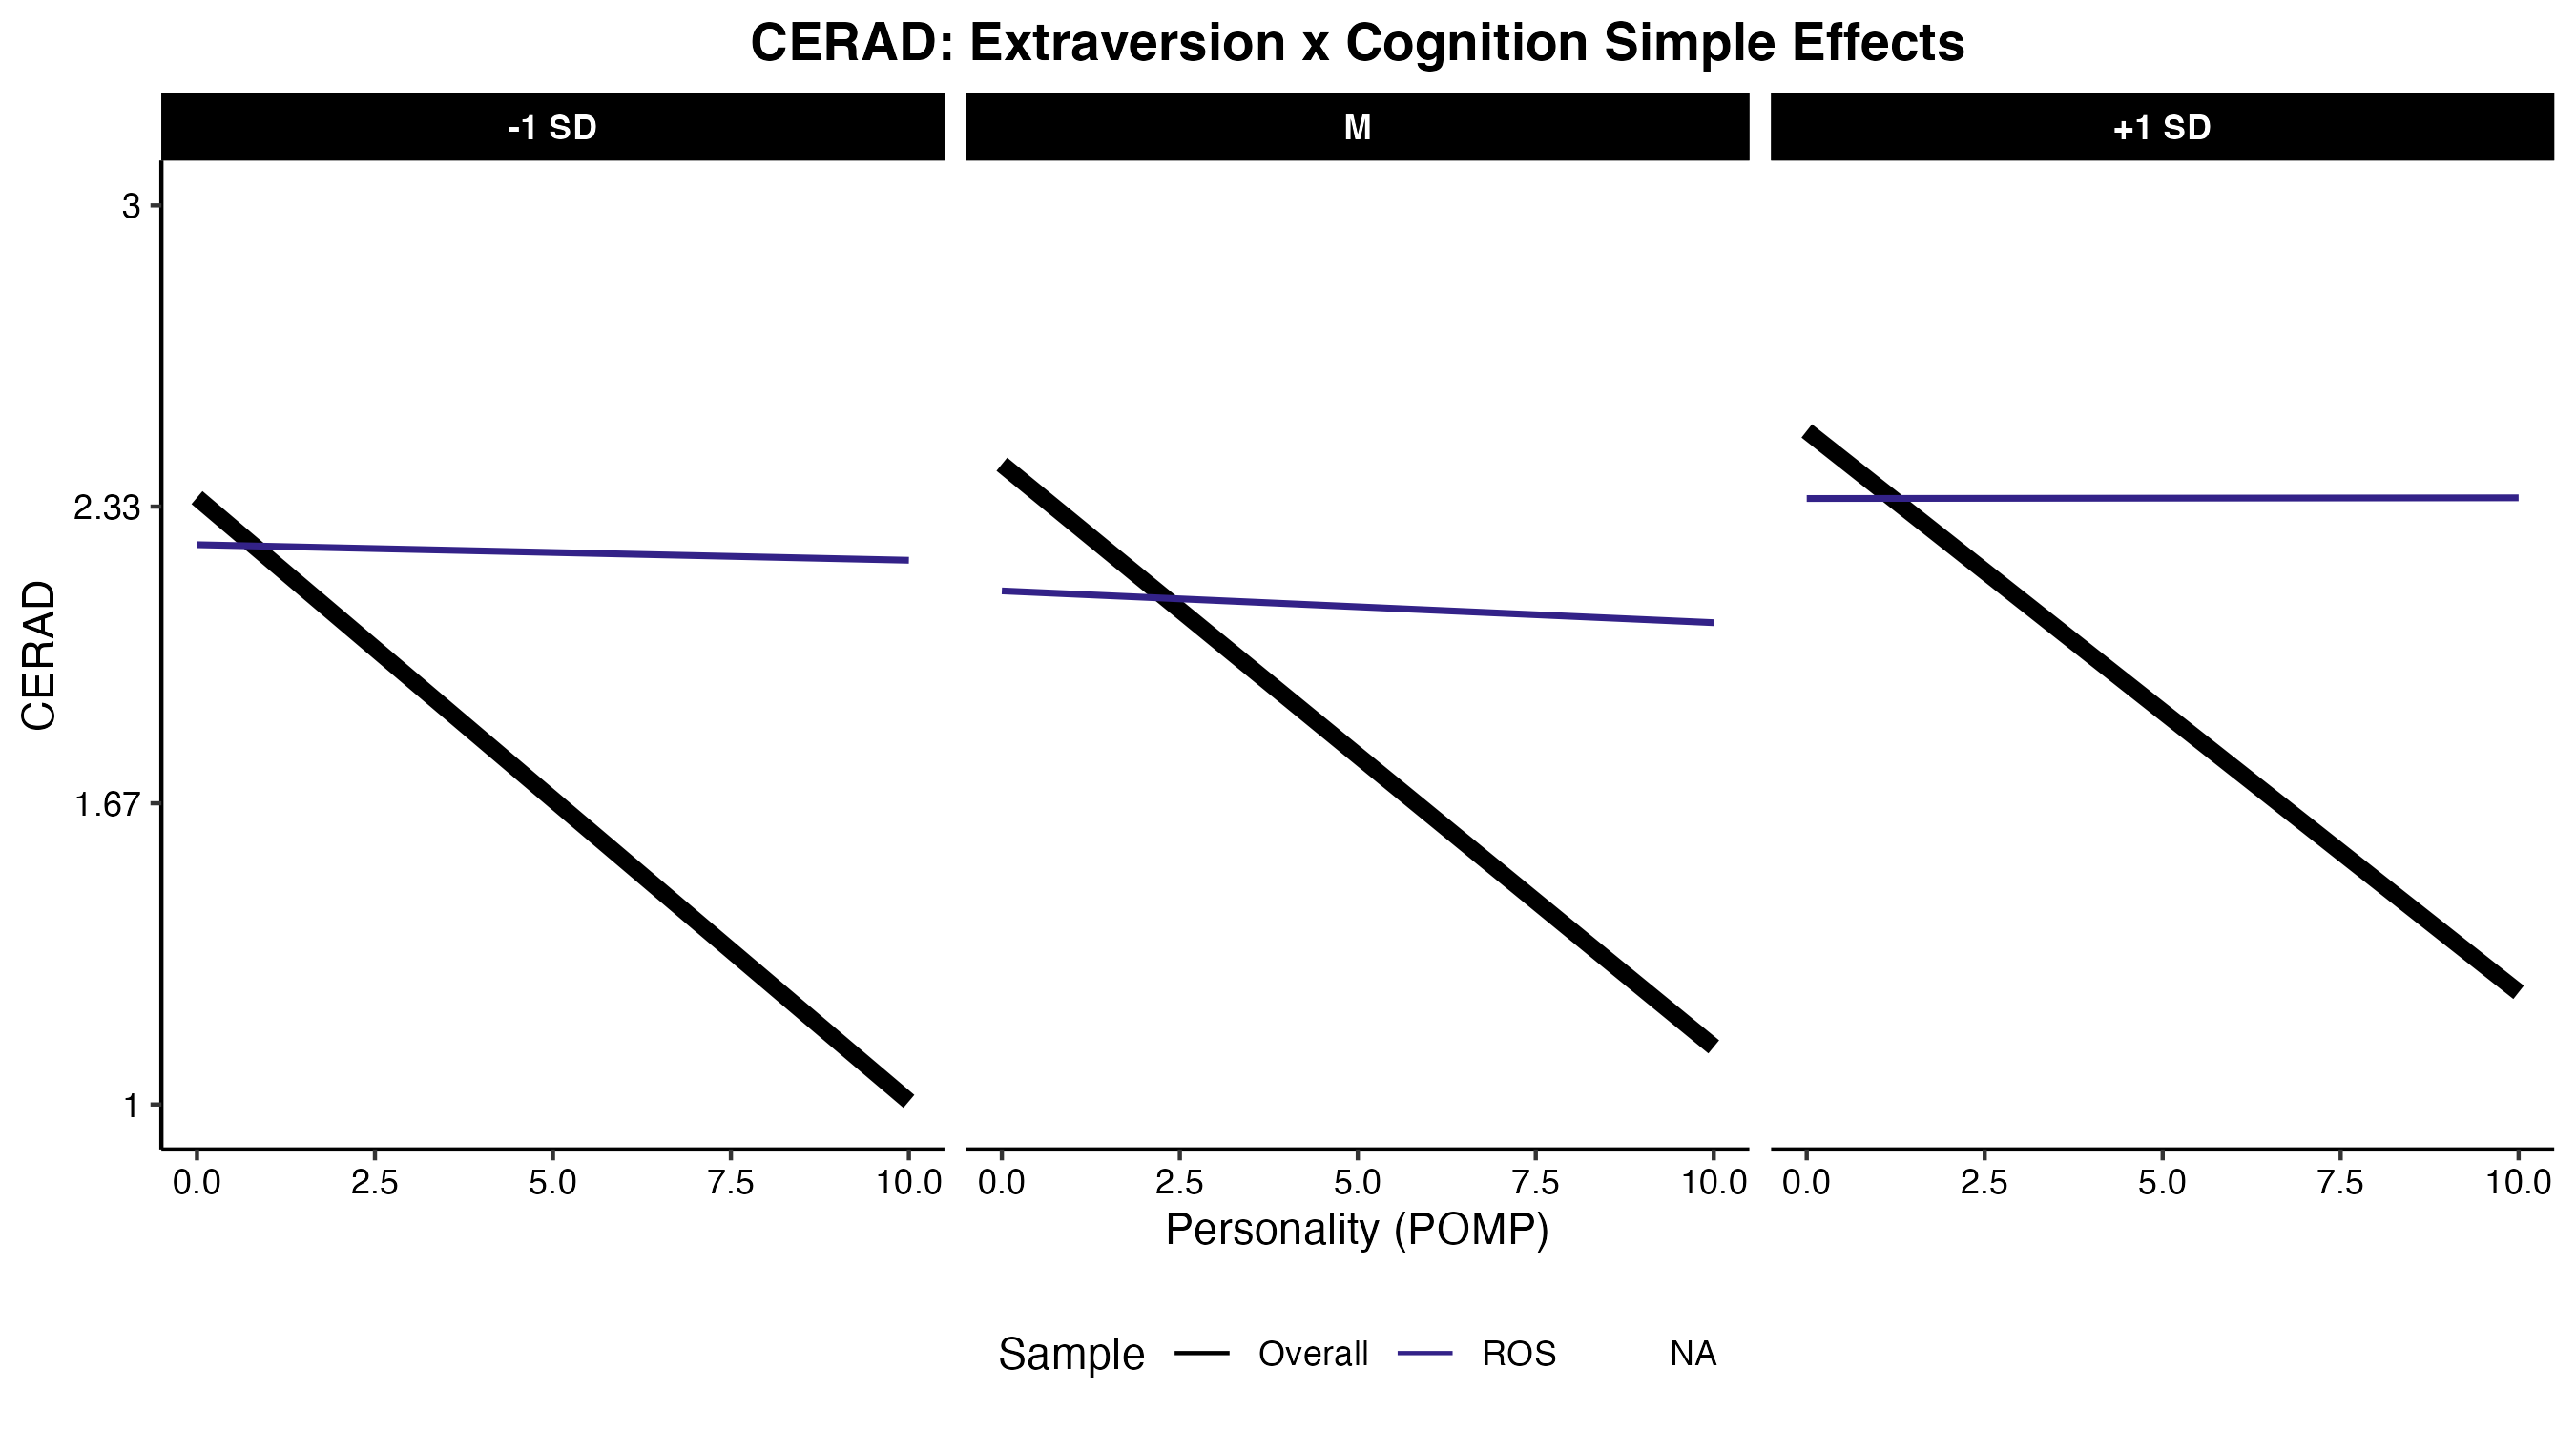 CERAD: Extraversion x Cognition Simple Effects
-1 SD M +1 SD
3
2.33
1.67
1
CERAD
0.0 2.5 5.0 7.5 10.0 0.0 2.5 5.0 7.5 10.0 0.0 2.5 5.0 7.5 10.0
Personality (POMP)
Sample Overall ROS NA